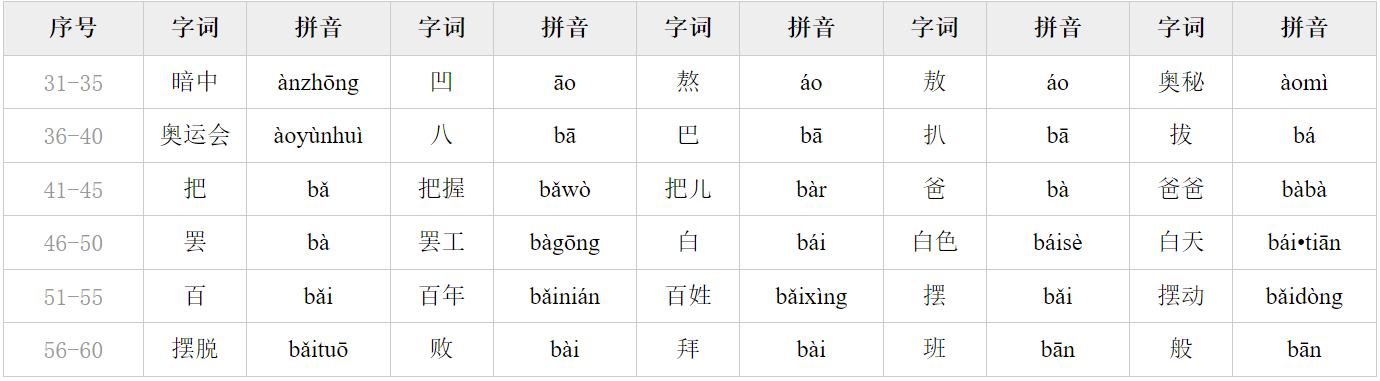 序号 字词 拼音 字词 拼音 字词 拼音 字词 拼音 字词 拼音
31-35 暗中 ànzhōng 凹 āo 熬 áo 敖 áo 奥秘 àomì
36-40 奥运会 àoyùnhuì 八 bā 巴 bā 扒 bā 拔 bá
41-45 把 bǎ 把握 bǎwò 把儿 bàr 爸 bà 爸爸 bàbà
46-50 罢 bà 罢工 bàgōng 白 bái 白色 báisè 白天 bái•tiān
51-55 百 bǎi 百年 bǎinián 百姓 bǎixìng 摆 bǎi 摆动 bǎidòng
56-60 摆脱 bǎituō 败 bài 拜 bài 班 bān 般 bān